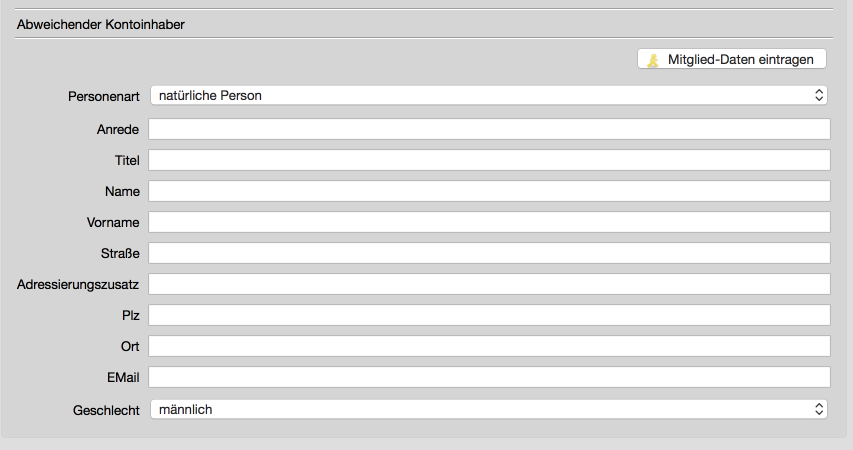 Abweichender Kontoinhaber
Mitglied-Daten eintragen
Personenart natürliche Person
Anrede
Titel
Name
Vorname
Straße
Adressierungszusatz
Plz
Ort
EMail
Geschlecht männlich